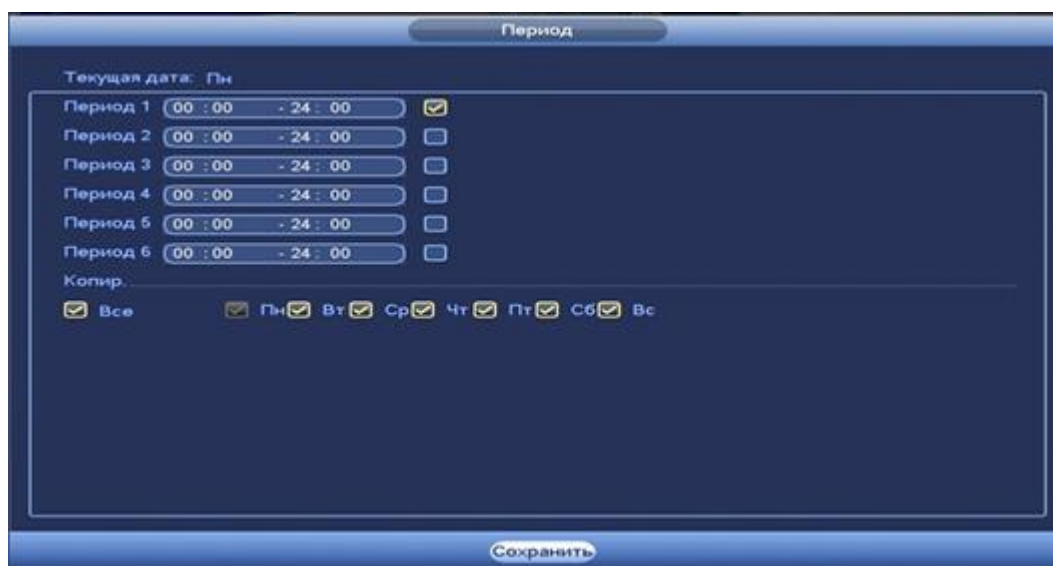 Период
Текущая дата: Пн
Период 1 00 : 00 - 24 : 00
Период 2 00 : 00 - 24 : 00
Период 3 00 : 00 - 24 : 00
Период 4 00 : 00 - 24 : 00
Период 5 00 : 00 - 24 : 00
Период 6 00 : 00 - 24 : 00
Копир.
Все Пн Вт Ср Чт Пт Сб Вс
Сохранить